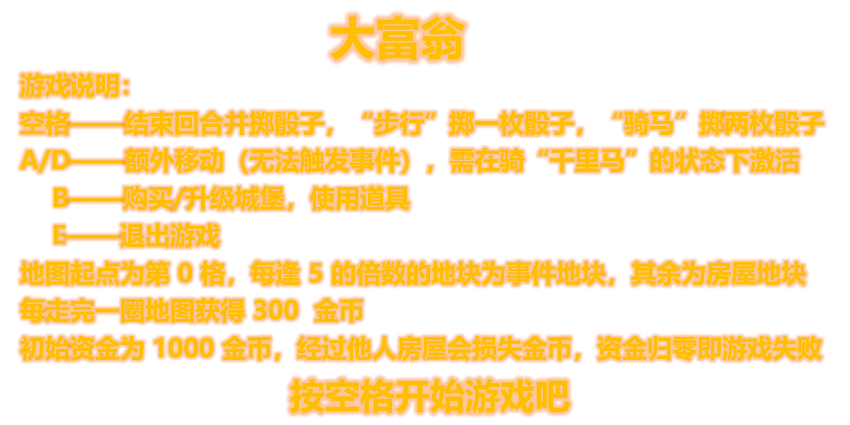 大富翁
游戏说明：
空格——结束回合并掷骰子，“步行”掷一枚骰子，“骑马”掷两枚骰子
A/D——额外移动（无法触发事件），需在骑“千里马”的状态下激活
B——购买/升级城堡，使用道具
E——退出游戏
地图起点为第 0 格，每逢 5 的倍数的地块为事件地块，其余为房屋地块
每走完一圈地图获得 300 金币
初始资金为 1000 金币，经过他人房屋会损失金币，资金归零即游戏失败
按空格开始游戏吧